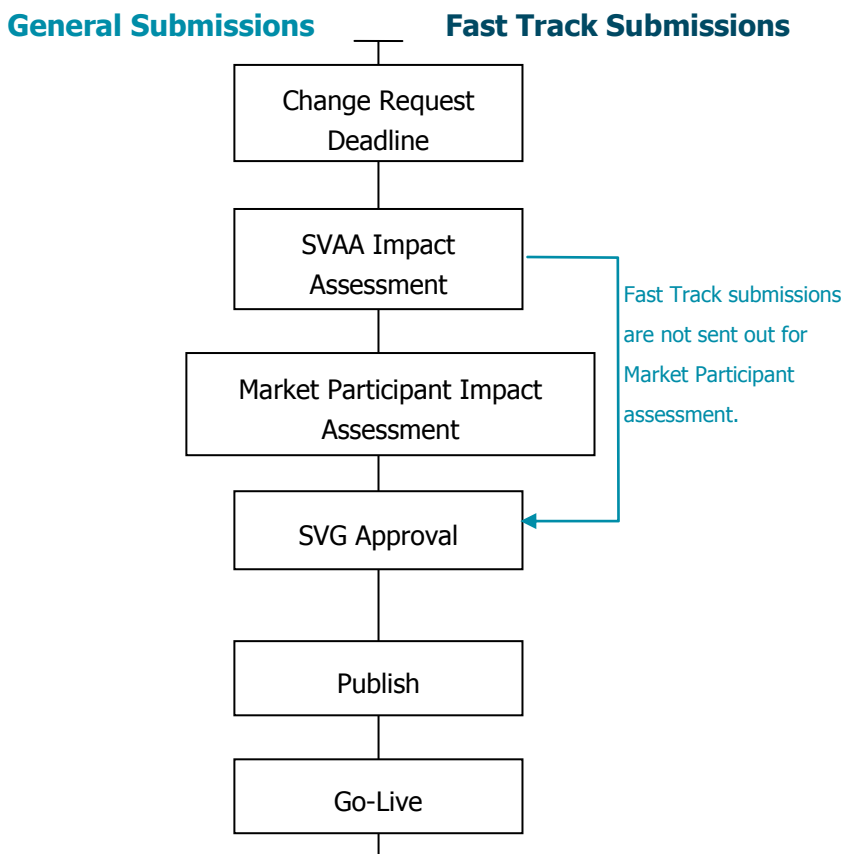 General Submissions
Fast Track Submissions
Change Request
Deadline
SVAA Impact
Assessment
Fast Track submissions
are not sent out for
Market Participant
assessment.
Market Participant Impact
Assessment
SVG Approval
Publish
Go-Live